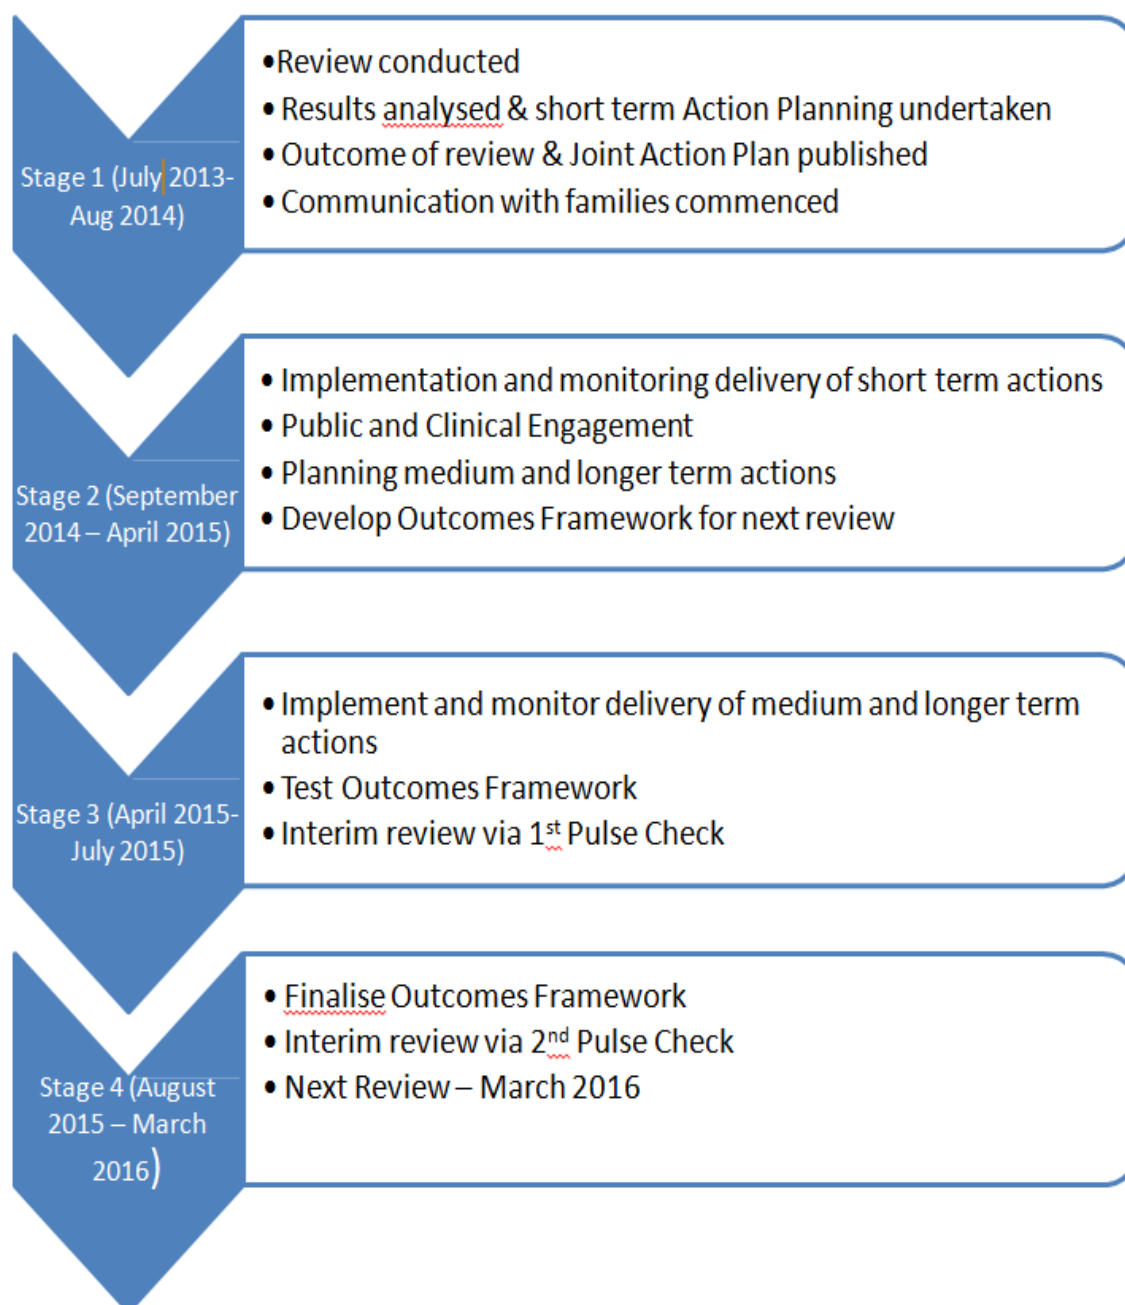 Stage 1 (July 2013-
Aug 2014)
•Review conducted
• Results analysed & short term Action Planning undertaken
• Outcome of review & Joint Action Plan published
• Communication with families commenced
Stage 2 (September
2014 – April 2015)
• Implementation and monitoring delivery of short term actions
• Public and Clinical Engagement
• Planning medium and longer term actions
• Develop Outcomes Framework for next review
Stage 3 (April 2015-
July 2015)
• Implement and monitor delivery of medium and longer term
actions
• Test Outcomes Framework
• Interim review via 1st Pulse Check
Stage 4 (August
2015 – March
2016)
• Finalise Outcomes Framework
• Interim review via 2nd Pulse Check
• Next Review – March 2016